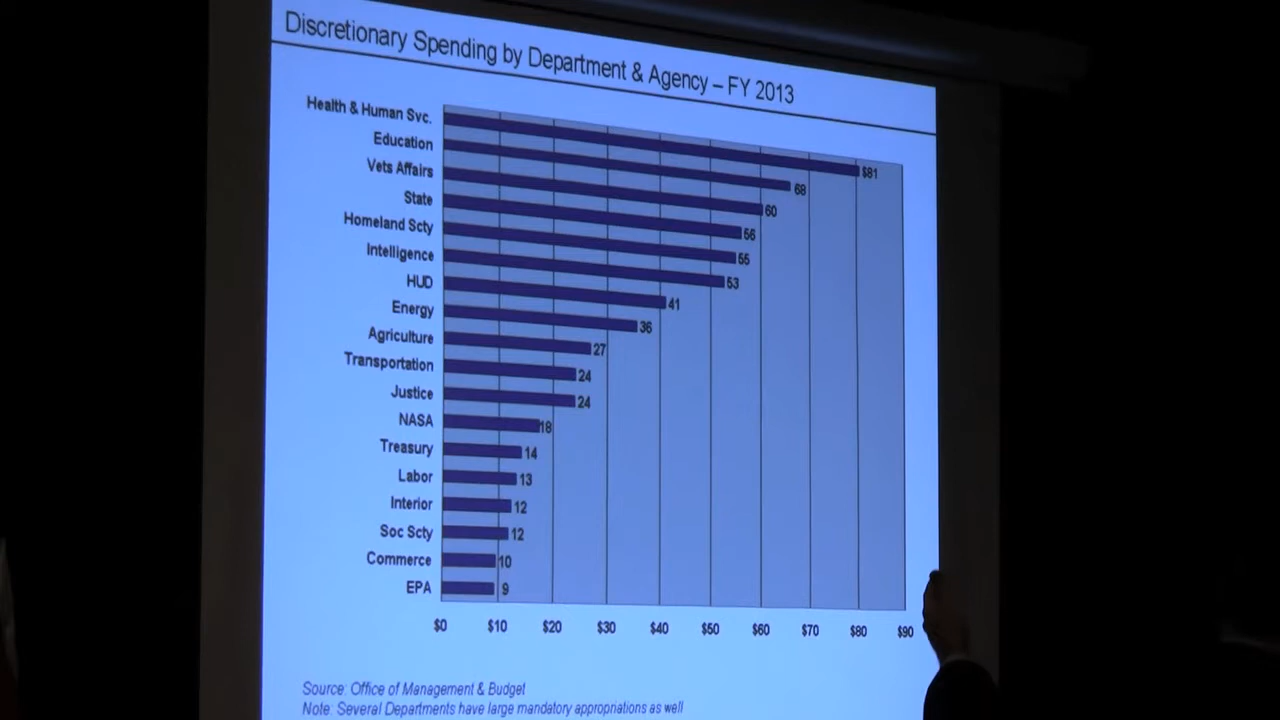 Discretionary Spending by Department & Agency – FY 2013
Health & Human Svc. $81
Education 68
Vets Affairs 60
State 56
Homeland Scty 55
Intelligence 53
HUD 41
Energy 36
Agriculture 27
Transportation 24
Justice 24
NASA 18
Treasury 14
Labor 13
Interior 12
Soc Scty 12
Commerce 10
EPA 9
$0 $10 $20 $30 $40 $50 $60 $70 $80 $90
Source: Office of Management & Budget
Note: Several Departments have large mandatory appropriations as well